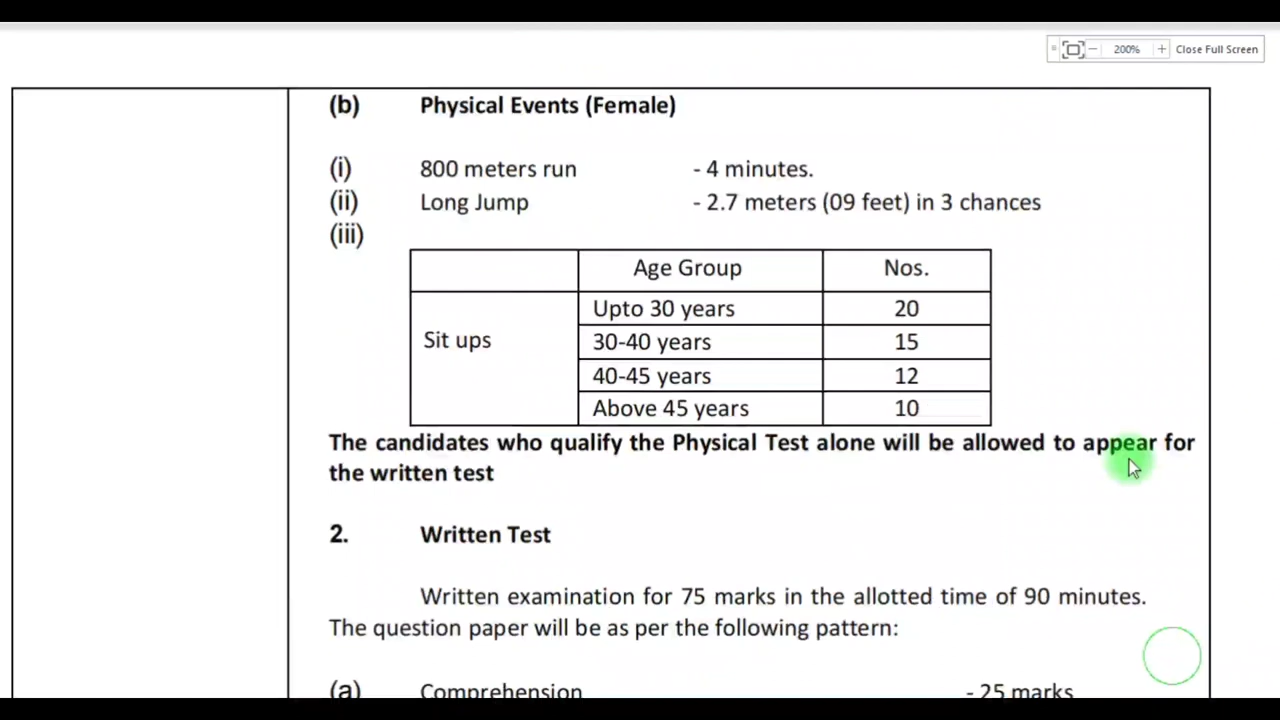 200%
Close Full Screen
(b) Physical Events (Female)
(i) 800 meters run - 4 minutes.
(ii) Long Jump - 2.7 meters (09 feet) in 3 chances
(iii)
Age Group Nos.
Sit ups
Upto 30 years 20
30-40 years 15
40-45 years 12
Above 45 years 10
The candidates who qualify the Physical Test alone will be allowed to appear for
the written test
2. Written Test
Written examination for 75 marks in the allotted time of 90 minutes.
The question paper will be as per the following pattern:
(a) Comprehension - 25 marks